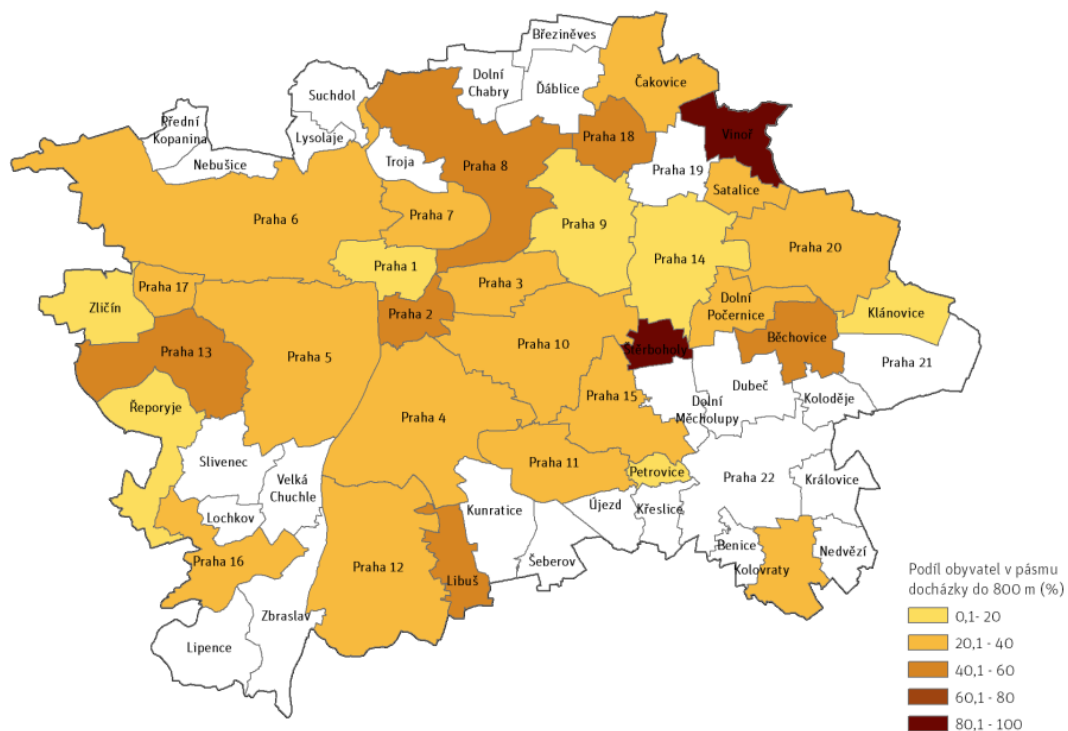 Březiněves
Dolní
Chabry
Ďáblice
Čakovice
Suchdol
Přední
Kopanina
Lysolaje
Nebušice
Troja
Praha 8
Praha 18
Vinoř
Praha 19
Satalice
Praha 6
Praha 7
Praha 9
Praha 20
Praha 1
Praha 14
Praha 17
Praha 3
Zličín
Dolní
Počernice
Klánovice
Praha 2
Běchovice
Praha 13
Praha 5
Praha 10
Štěrboholy
Praha 21
Dubeč
Koloděje
Praha 15
Dolní
Měcholupy
Řeporyje
Praha 4
Slivenec
Praha 11
Petrovice
Velká
Chuchle
Praha 22
Královice
Lochkov
Kunratice
Újezd
Křeslice
Praha 16
Praha 12
Libuš
Šeberov
Benice
Kolovraty
Nedvězí
Zbraslav
Lipence
Podíl obyvatel v pásmu
docházky do 800 m (%)
0,1- 20
20,1 - 40
40,1 - 60
60,1 - 80
80,1 - 100